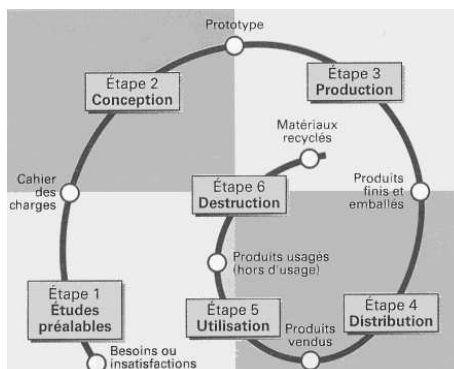 Prototype
Étape 2
Conception
Étape 3
Production
Matériaux
recyclés
Cahier
des
charges
Étape 6
Destruction
Produits
finis et
emballés
Produits usagés
(hors d'usage)
Étape 1
Études
préalables
Étape 5
Utilisation
Étape 4
Distribution
Produits
vendus
Besoins ou
insatisfactions